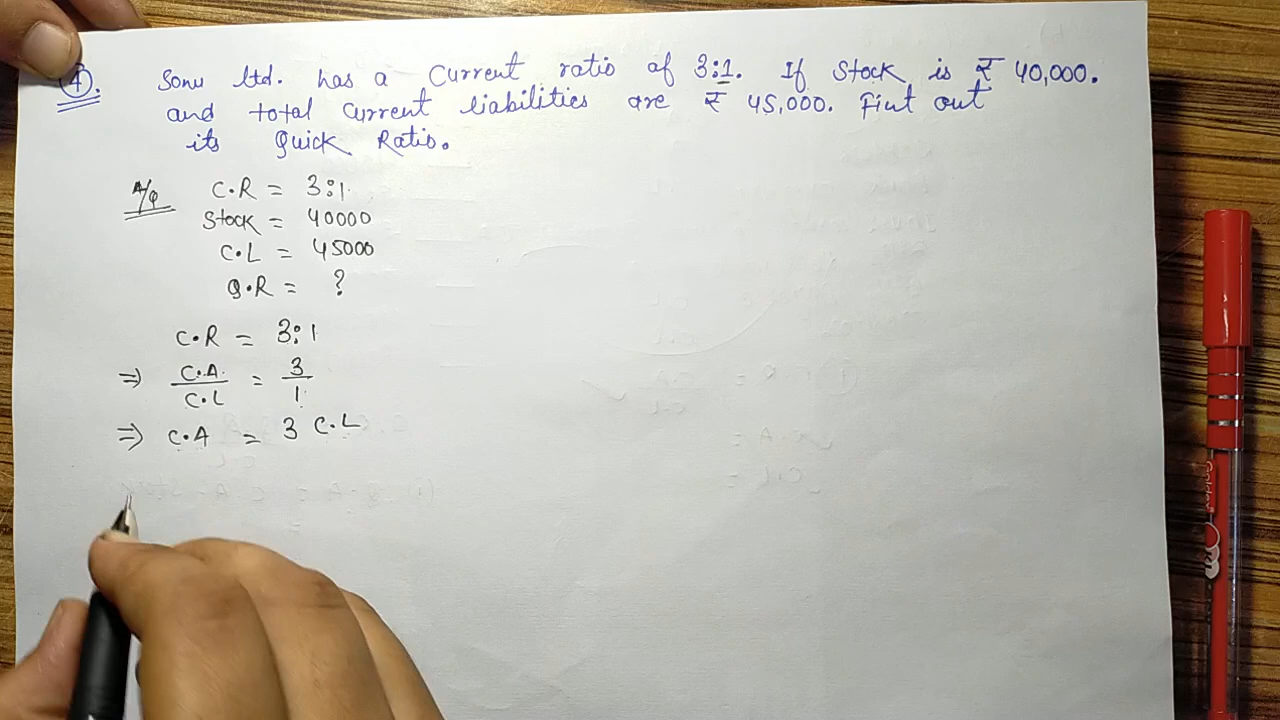 4. Sonu Ltd. has a Current ratio of 3:1. If Stock is ₹ 40,000.
and total Current liabilities are ₹ 45,000. Fint out
its Quick Ratio.
A/Q C.R = 3:1
Stock = 40000
C.L = 45000
Q.R = ?
C.R = 3:1
⇒ C.A./C.L = 3/1
⇒ C.A = 3 C.L